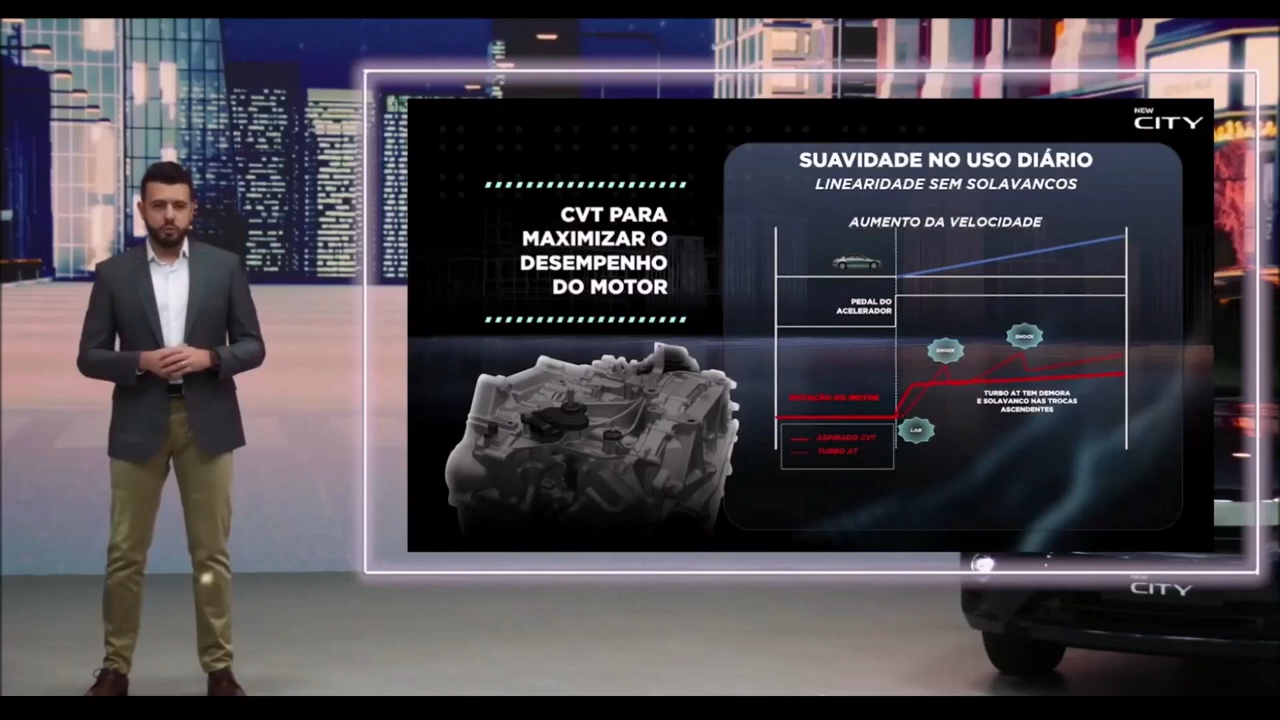 NEW
CITY
CVT PARA
MAXIMIZAR O
DESEMPENHO
DO MOTOR
SUAVIDADE NO USO DIÁRIO
LINEARIDADE SEM SOLAVANCOS
AUMENTO DA VELOCIDADE
PEDAL DO
ACELERADOR
SHOCK
SHOCK
ROTAÇÃO DO MOTOR
TURBO AT TEM DEMORA
E SOLAVANCO NAS TROCAS
ASCENDENTES
LAG
ASPIRADO CVT
TURBO AT
NEW
CITY